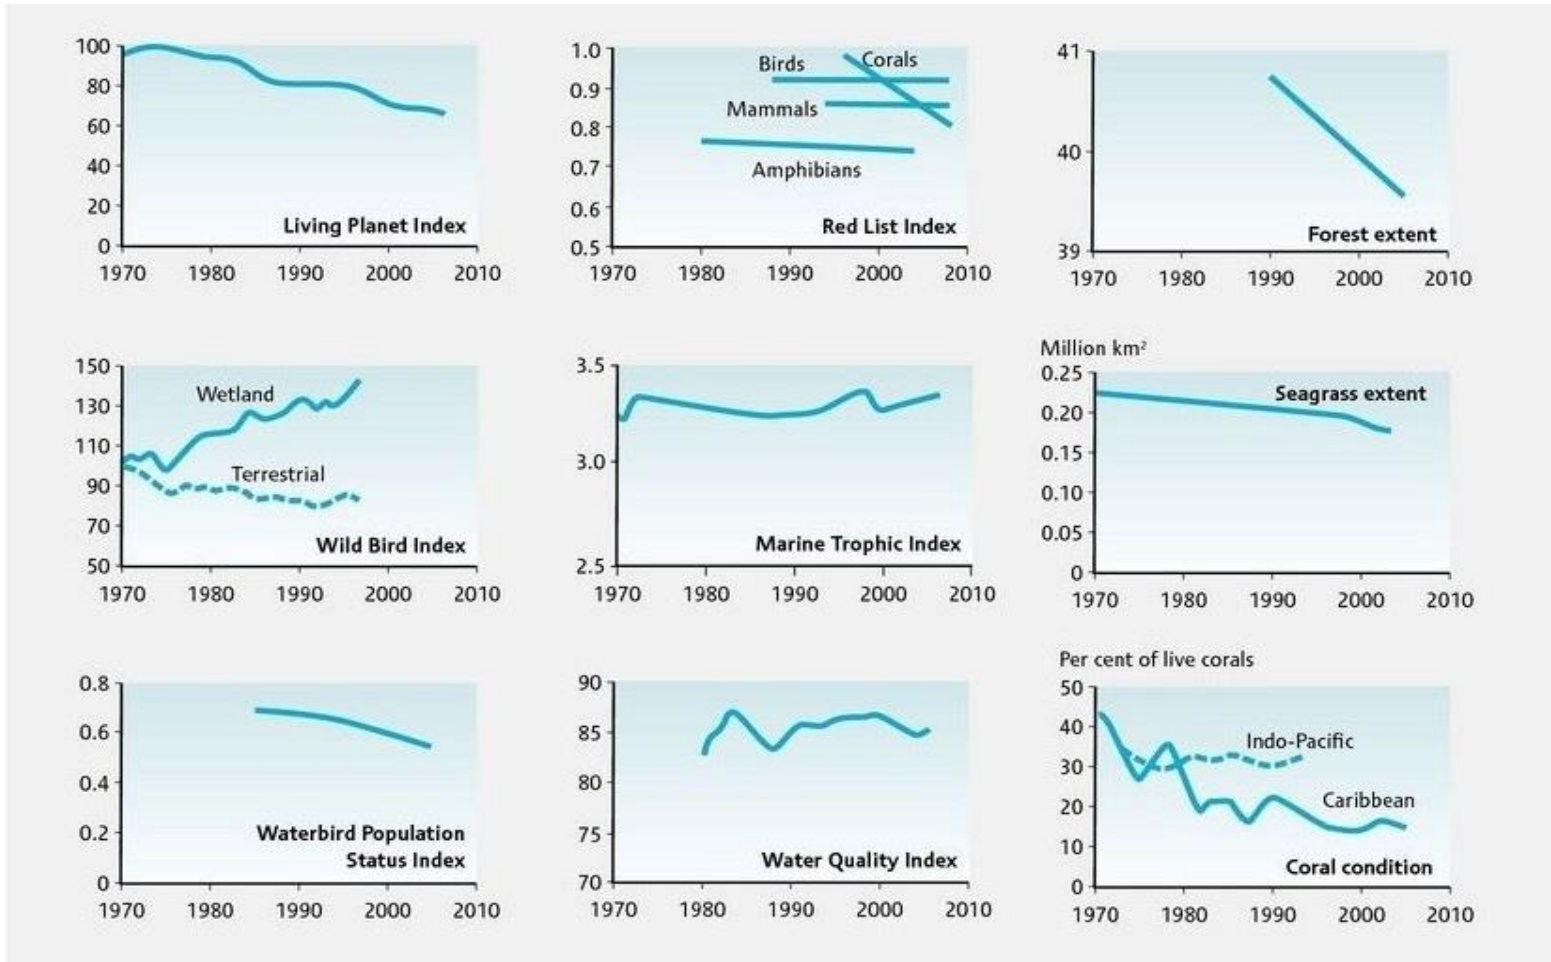 100
80
60
40
20
0
Living Planet Index
1970 1980 1990 2000 2010
1.0
0.9
0.8
0.7
0.6
0.5
Birds
Corals
Mammals
Amphibians
Red List Index
1970 1980 1990 2000 2010
41
40
39
Forest extent
1970 1980 1990 2000 2010
150
130
110
90
70
50
Wetland
Terrestrial
Wild Bird Index
1970 1980 1990 2000 2010
3.5
3.0
2.5
Marine Trophic Index
1970 1980 1990 2000 2010
Million km²
0.25
0.20
0.15
0.10
0.05
0
Seagrass extent
1970 1980 1990 2000 2010
0.8
0.6
0.4
0.2
0
Waterbird Population
Status Index
1970 1980 1990 2000 2010
90
85
80
75
70
Water Quality Index
1970 1980 1990 2000 2010
Per cent of live corals
50
40
30
20
10
0
Indo-Pacific
Caribbean
Coral condition
1970 1980 1990 2000 2010